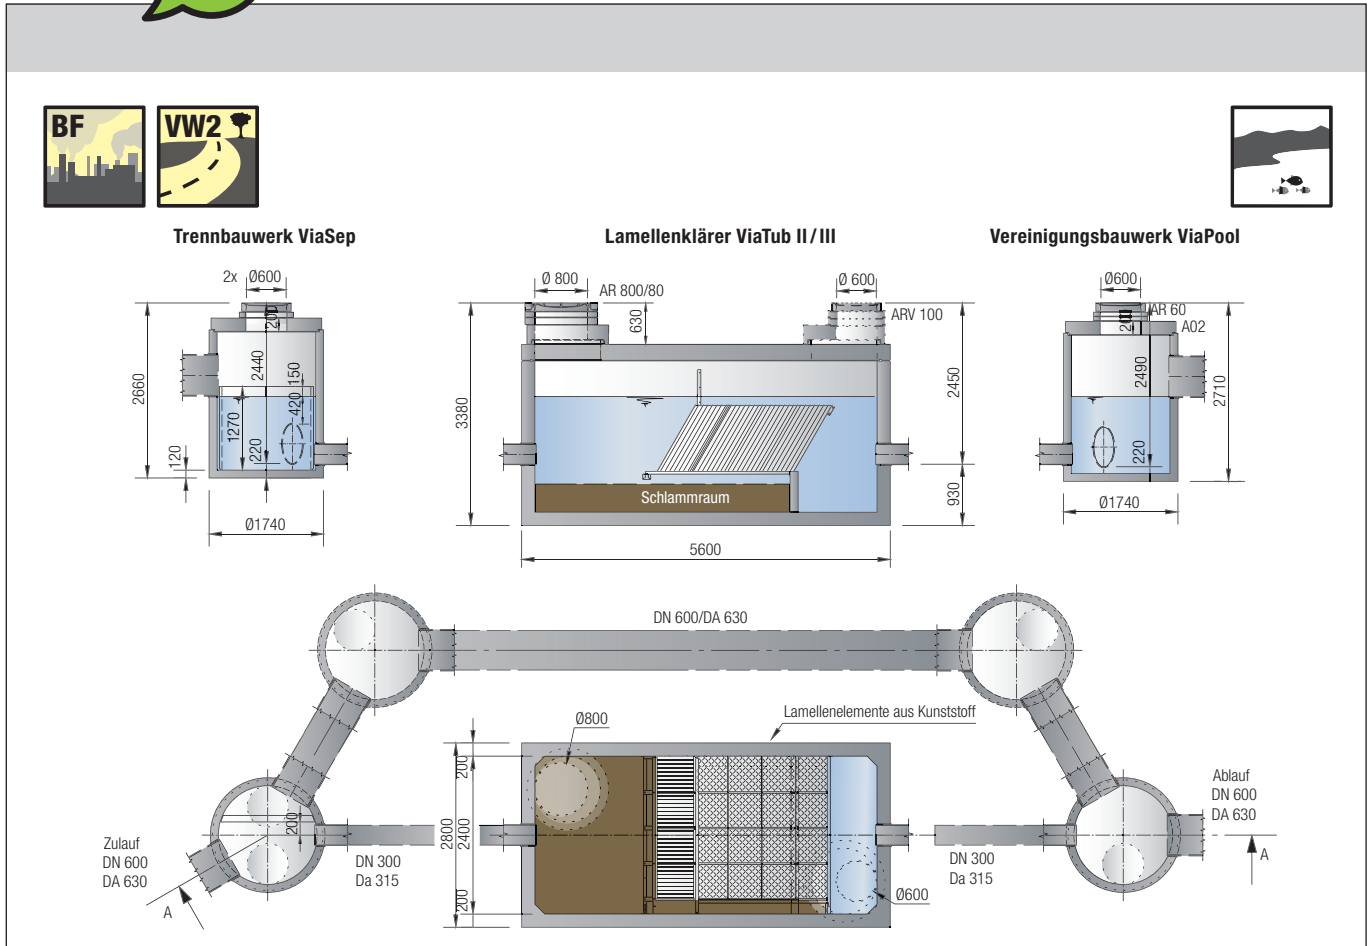 BF
VW2
Trennbauwerk ViaSep
Lamellenklärer ViaTub II / III
Vereinigungsbauwerk ViaPool
2x Ø600
200
2660
2440
150
420
1270
220
120
Ø1740
Ø 800
AR 800/80
630
Ø 600
ARV 100
3380
2450
930
Schlammraum
5600
Ø600
200
AR 60
A02
2490
2710
220
Ø1740
DN 600/DA 630
Lamellenelemente aus Kunststoff
Ø800
200
2800
2400
200
Ø600
200
Zulauf
DN 600
DA 630
A
DN 300
Da 315
DN 300
Da 315
Ablauf
DN 600
DA 630
A